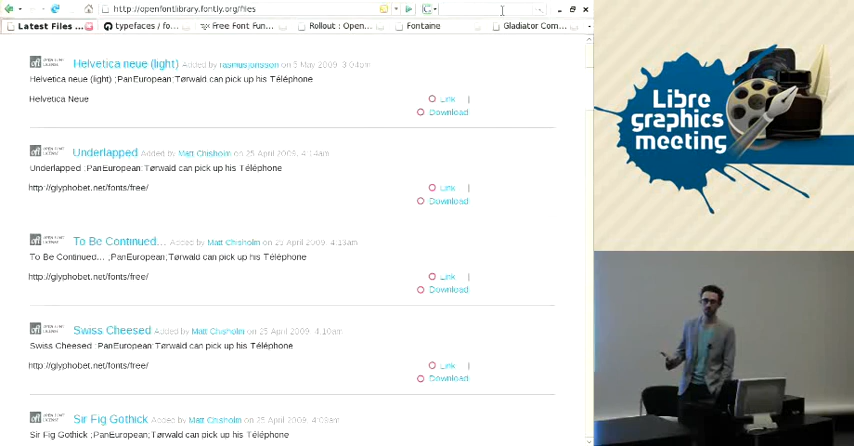 http://openfontlibrary.fontly.org/files
Latest Files ... typefaces / fo... Free Font Fun... Rollout : Open... Fontaine Gladiator Com...
Helvetica neue (light) Added by rasmusjonsson on 5 May 2009, 3:04pm
Helvetica neue (light) ;PanEuropean;Tørwald can pick up his Téléphone
Helvetica Neue
Link |
Download
Underlapped Added by Matt Chisholm on 25 April 2009, 4:14am
Underlapped ;PanEuropean;Tørwald can pick up his Téléphone
http://glyphobet.net/fonts/free/
Link |
Download
To Be Continued... Added by Matt Chisholm on 25 April 2009, 4:13am
To Be Continued... ;PanEuropean;Tørwald can pick up his Téléphone
http://glyphobet.net/fonts/free/
Link |
Download
Swiss Cheesed Added by Matt Chisholm on 25 April 2009, 4:10am
Swiss Cheesed ;PanEuropean;Tørwald can pick up his Téléphone
http://glyphobet.net/fonts/free/
Link |
Download
Sir Fig Gothick Added by Matt Chisholm on 25 April 2009, 4:09am
Sir Fig Gothick ;PanEuropean;Tørwald can pick up his Téléphone
Libre
graphics
meeting